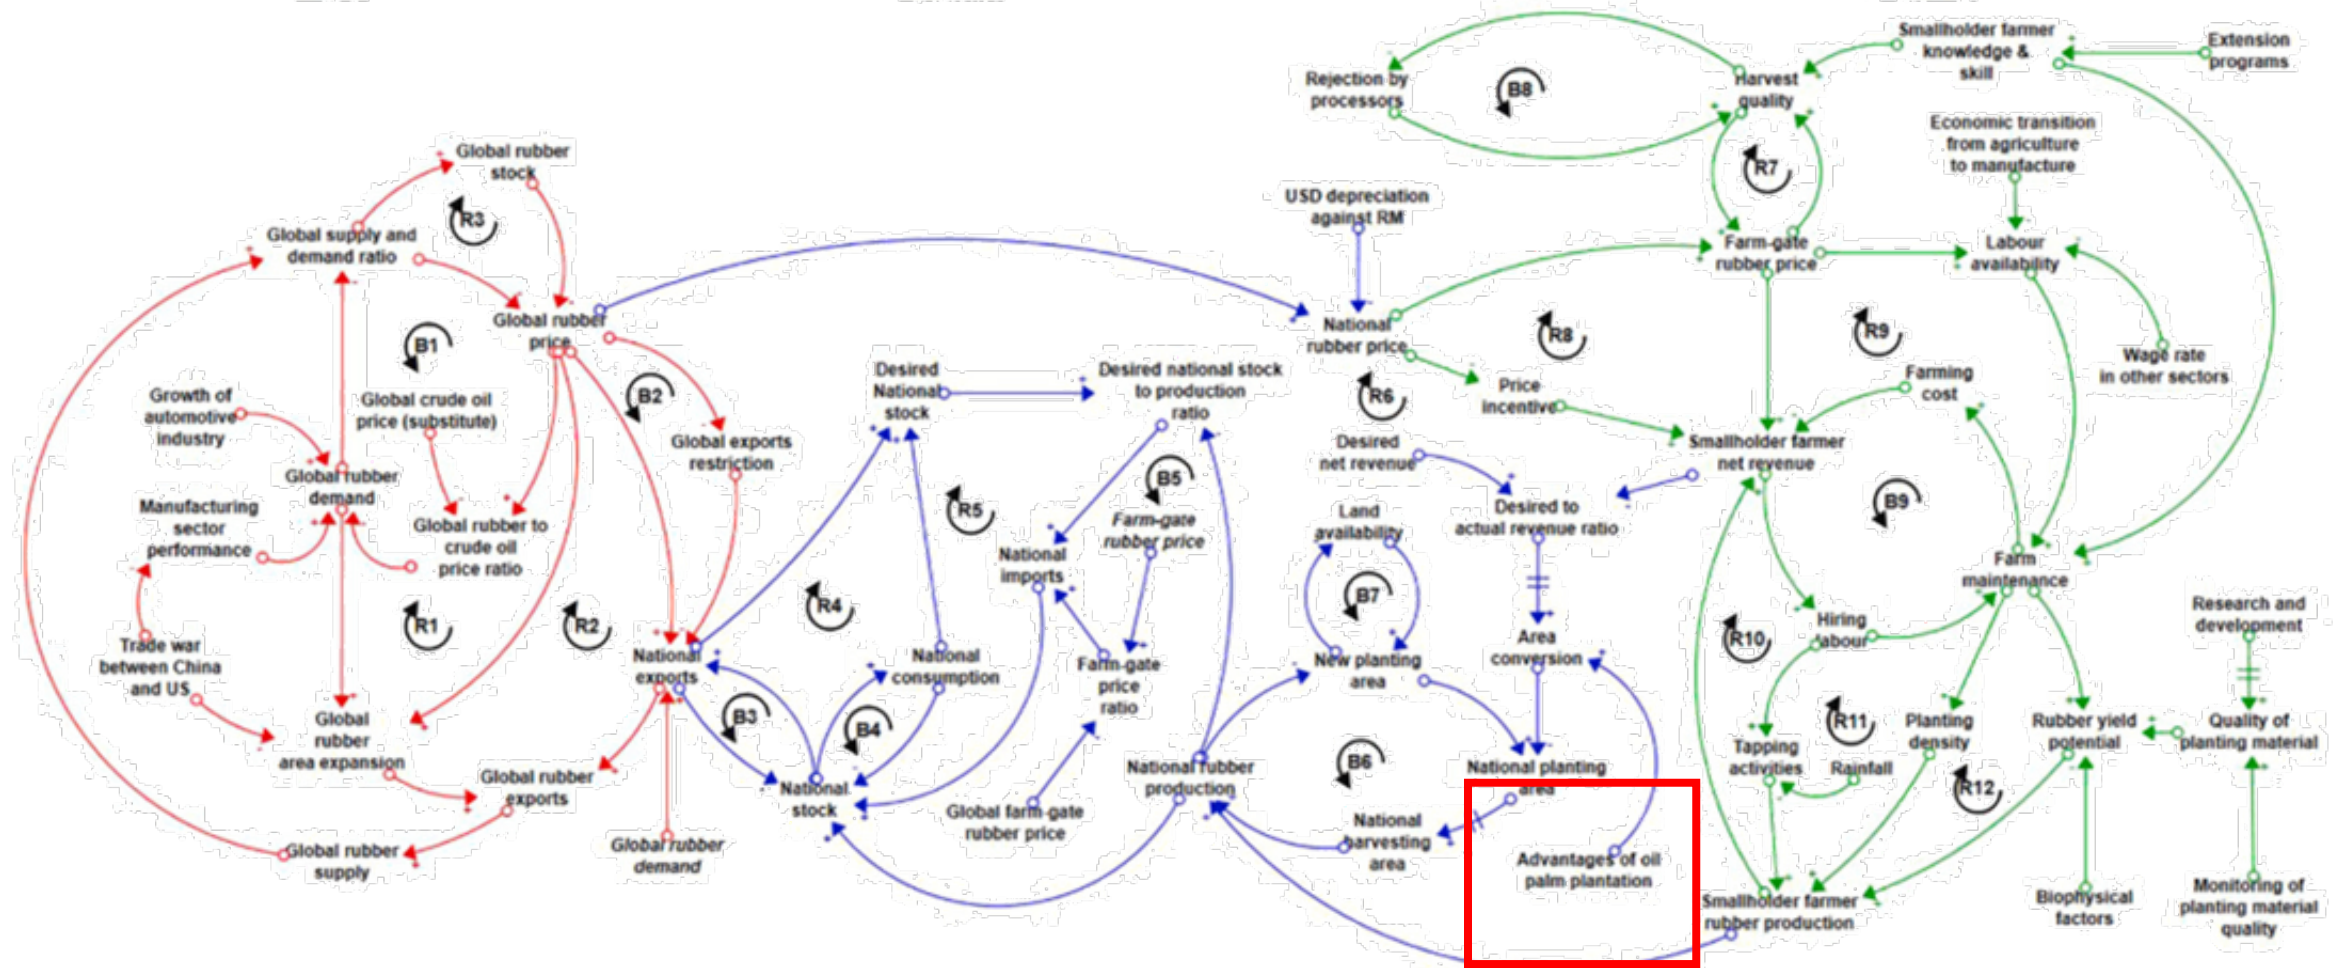 Global rubber
stock
R3
Global supply and
demand ratio
Global rubber
price
B1
Growth of
automotive
industry
Global crude oil
price (substitute)
B2
Global exports
restriction
Global rubber
demand
Manufacturing
sector
performance
Global rubber to
crude oil
price ratio
R1
R2
Trade war
between China
and US
Global
rubber
area expansion
Global rubber
exports
Global rubber
supply
National
exports
Global rubber
demand
Desired
National
stock
Desired national stock
to production
ratio
R5
B5
Farm-gate
rubber price
National
imports
R4
National
consumption
Farm-gate
price
ratio
B3
B4
National
stock
Global farm-gate
rubber price
National rubber
production
USD depreciation
against RM
National
rubber price
R6
R8
Price
incentive
Desired
net revenue
Desired to
actual revenue ratio
Land
availability
B7
New planting
area
Area
conversion
B6
National planting
area
National
harvesting
area
Advantages of oil
palm plantation
Rejection by
processors
B8
Harvest
quality
Smallholder farmer
knowledge &
skill
Extension
programs
R7
Economic transition
from agriculture
to manufacture
Farm-gate
rubber price
Labour
availability
R9
Wage rate
in other sectors
Farming
cost
Smallholder farmer
net revenue
B9
Farm
maintenance
R10
Hiring
labour
Research and
development
R11
Tapping
activities
Rainfall
Planting
density
R12
Rubber yield
potential
Quality of
planting material
Smallholder farmer
rubber production
Biophysical
factors
Monitoring of
planting material
quality